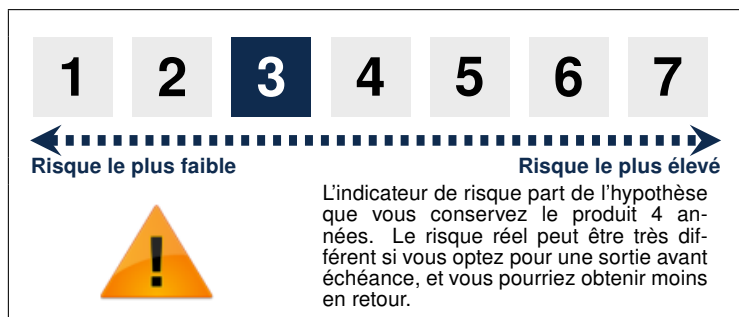 1 2 3 4 5 6 7
Risque le plus faible Risque le plus élevé
L'indicateur de risque part de l'hypothèse
que vous conservez le produit 4 an-
nées. Le risque réel peut être très dif-
férent si vous optez pour une sortie avant
échéance, et vous pourriez obtenir moins
en retour.